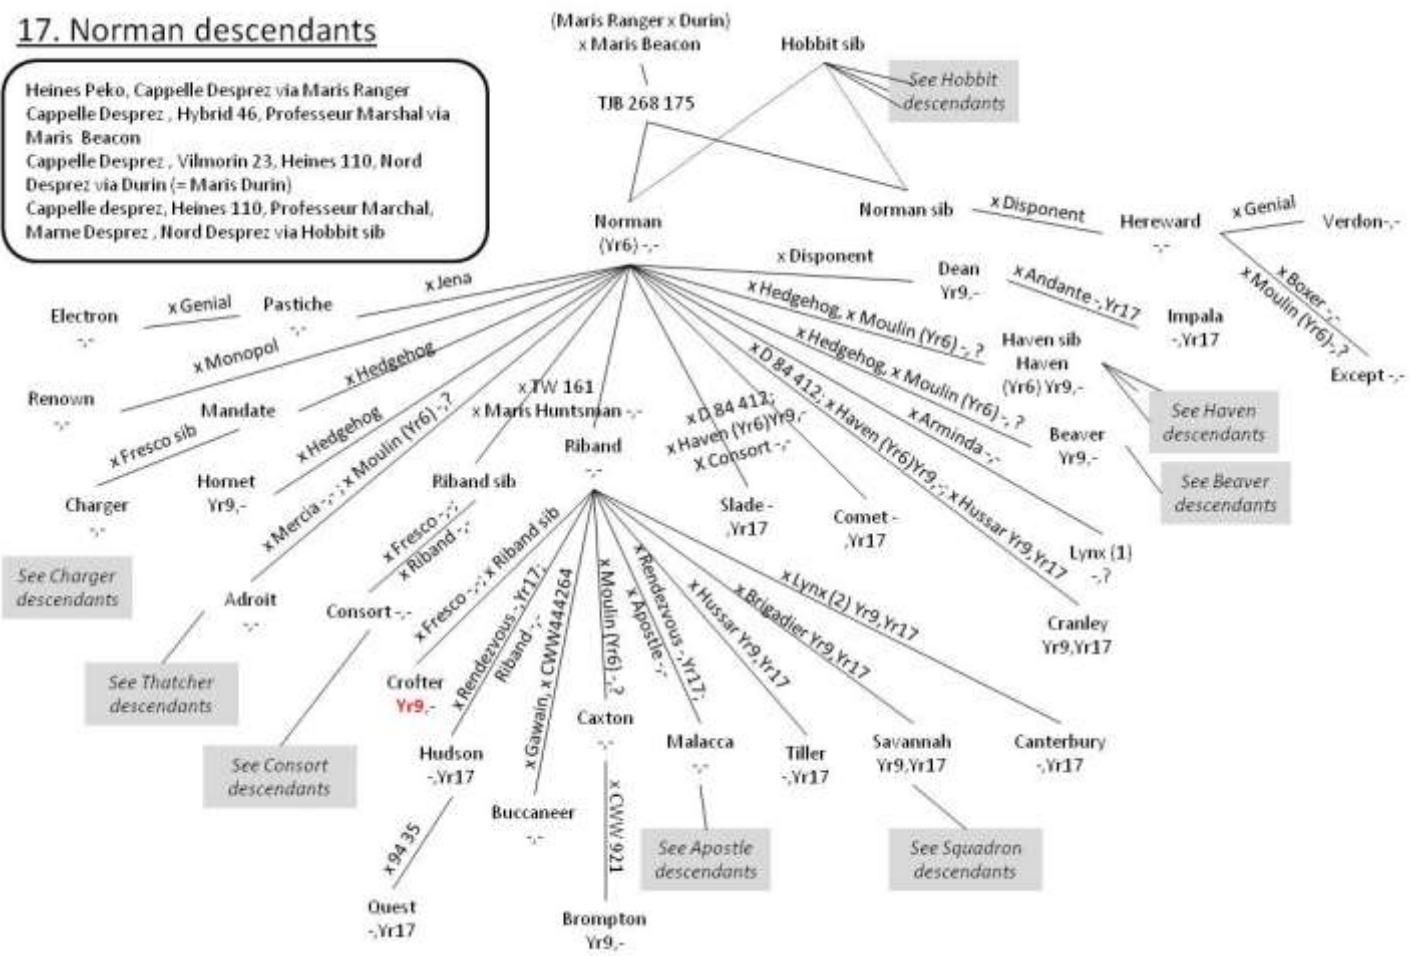 17. Norman descendants
(Maris Ranger x Durin)
x Maris Beacon
Hobbit sib
See Hobbit
descendants
Heines Peko, Cappelle Desprez via Maris Ranger
Cappelle Desprez , Hybrid 46, Professeur Marshal via
Maris Beacon
Cappelle Desprez , Vilmorin 23, Heines 110, Nord
Desprez via Durin (= Maris Durin)
Cappelle desprez, Heines 110, Professeur Marchal,
Marne Desprez , Nord Desprez via Hobbit sib
TJB 268 175
Norman
(Yr6) -,-
Norman sib
x Disponent
Hereward
-,-
x Genial
Verdon-,-
x Boxer -,-
x Moulin (Yr6)-,?
Except -,-
x Disponent
Dean
Yr9,-
x Andante -,Yr17
Impala
-,Yr17
x Jena
Pastiche
-,-
x Genial
Electron
-,-
x Monopol
Renown
-,-
x Hedgehog
Mandate
x Fresco sib
Charger
-,-
See Charger
descendants
x Hedgehog
Hornet
Yr9,-
x Mercia -,-; x Moulin (Yr6) -,?
Adroit
-,-
See Thatcher
descendants
Riband sib
x Fresco -,-;
x Riband -,-
Consort -,-
See Consort
descendants
x TW 161
x Maris Huntsman -,-
Riband
-,-
x D 84 412;
x Haven (Yr6)Yr9,-
X Consort -,-
Slade -
,Yr17
Comet -
,Yr17
x Hedgehog, x Moulin (Yr6) -, ?
Haven sib
Haven
(Yr6) Yr9,-
See Haven
descendants
x Hedgehog, x Moulin (Yr6) -, ?
Beaver
Yr9,-
See Beaver
descendants
x Arminda -,-
Lynx (1)
-,?
x D 84 412; x Haven (Yr6)Yr9,-; x Hussar Yr9,Yr17
Cranley
Yr9,Yr17
x Fresco -,-; x Riband sib
Crofter
Yr9,-
x Rendezvous -,Yr17;
Riband -,-
Hudson
-,Yr17
x 94 35
Quest
-,Yr17
x Gawain, x CWW444264
Buccaneer
-,-
x Moulin (Yr6) -,?
Caxton
-,-
x CWW 921
Brompton
Yr9,-
x Rendezvous -,Yr17;
x Apostle -,-
Malacca
-,-
See Apostle
descendants
x Hussar Yr9,Yr17
Tiller
-,Yr17
x Brigadier Yr9,Yr17
Savannah
Yr9,Yr17
See Squadron
descendants
x Lynx (2) Yr9,Yr17
Canterbury
-,Yr17